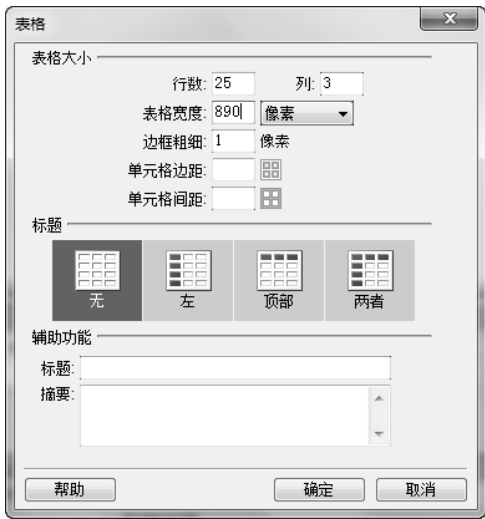 表格
表格大小
行数: 25 列: 3
表格宽度: 890 像素
边框粗细: 1 像素
单元格边距:
单元格间距:
标题
无 左 顶部 两者
辅助功能
标题:
摘要:
帮助 确定 取消